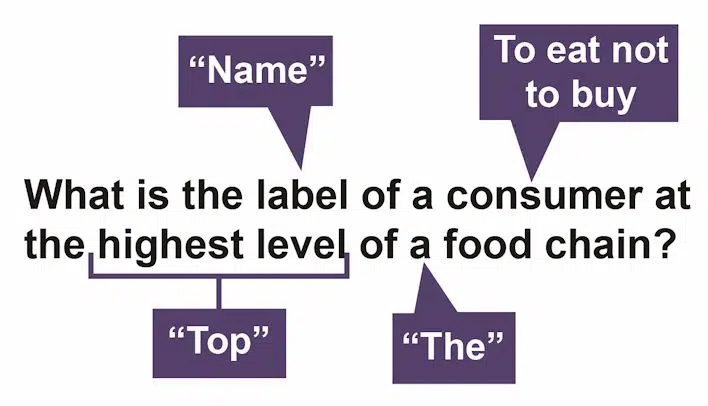 “Name”
To eat not
to buy
What is the label of a consumer at
the highest level of a food chain?
“Top”
“The”